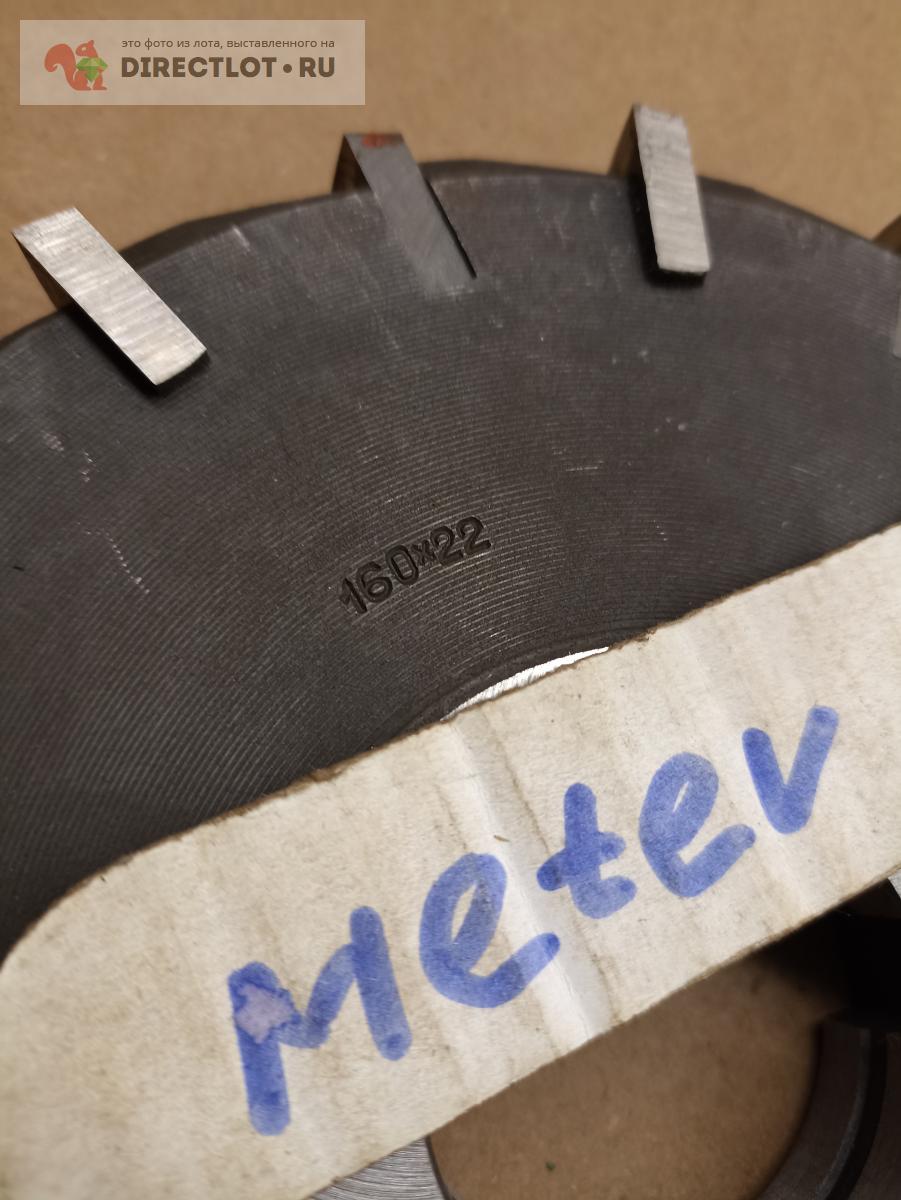 это фото из лота, выставленного на
DIRECTLOT•RU
160x22
Metev